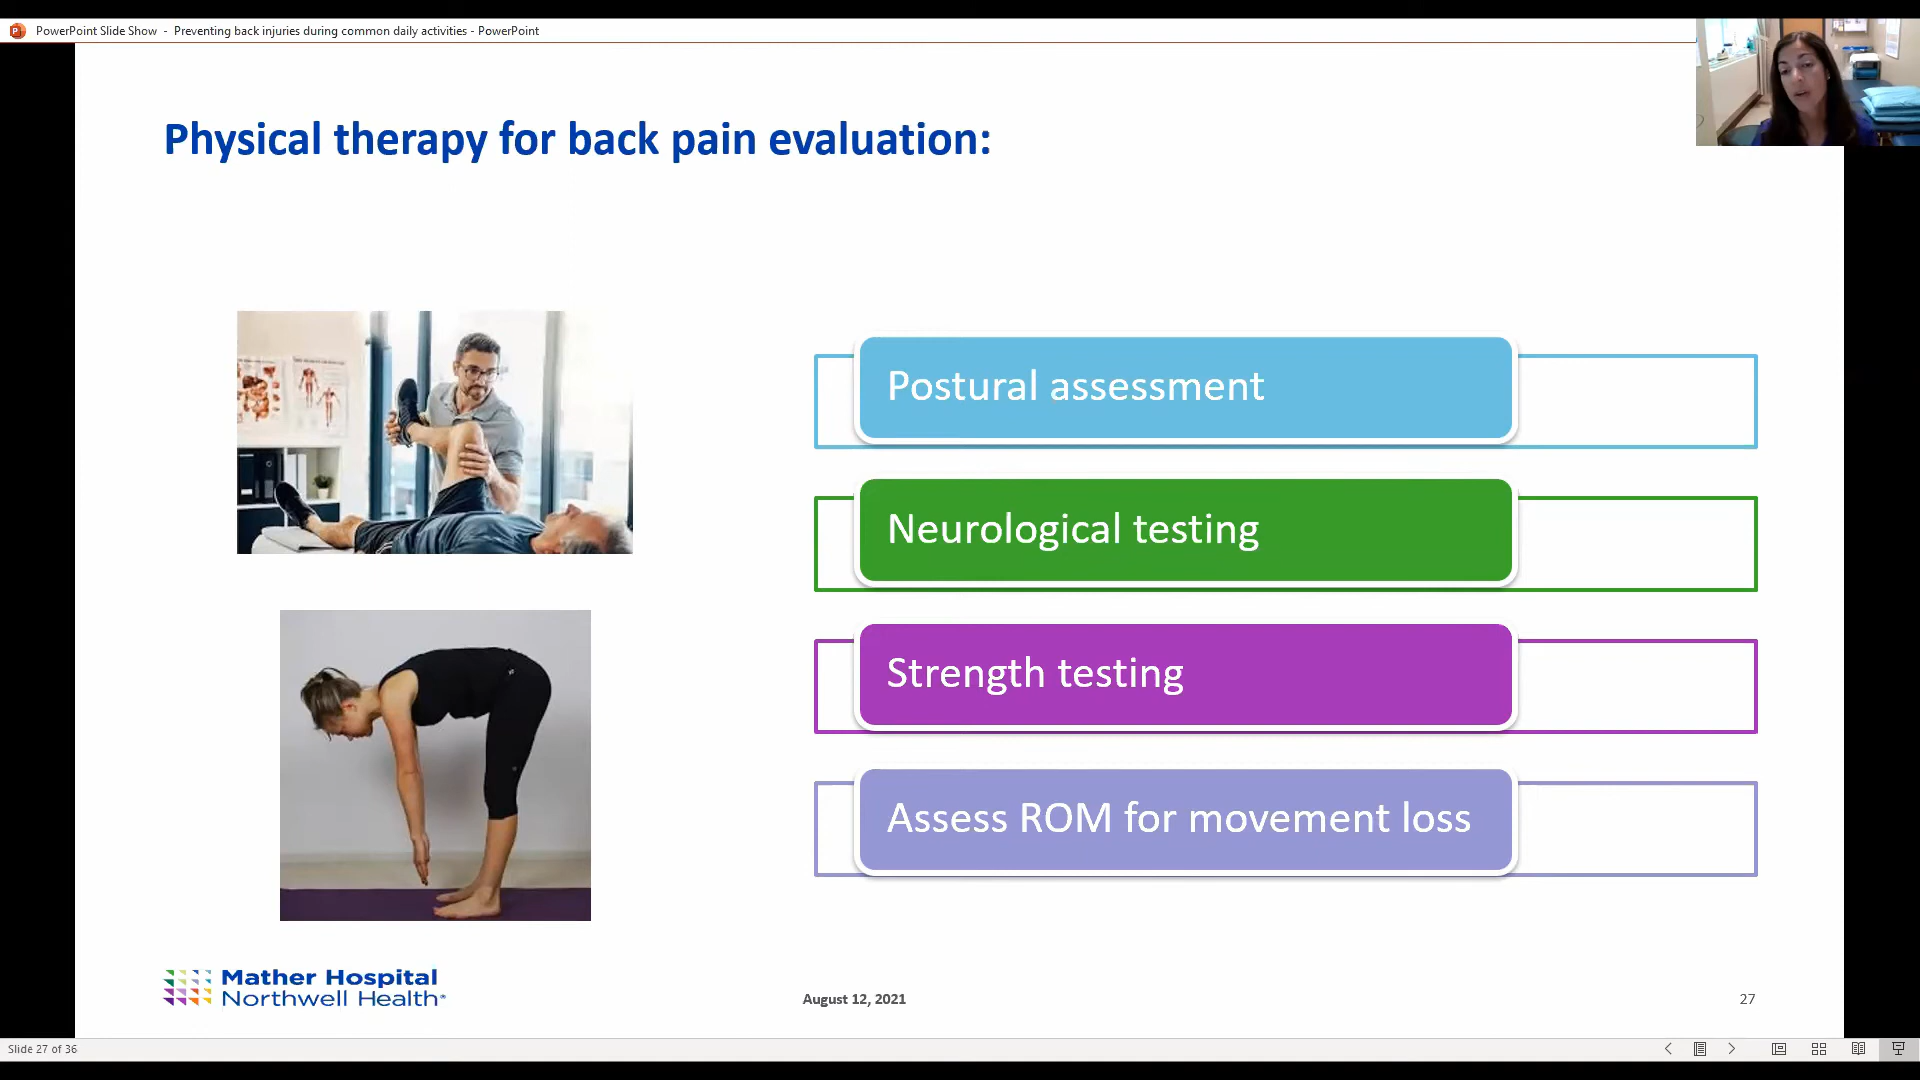 PowerPoint Slide Show - Preventing back injuries during common daily activities - PowerPoint
Physical therapy for back pain evaluation:
Postural assessment
Neurological testing
Strength testing
Assess ROM for movement loss
Mather Hospital
Northwell Health®
August 12, 2021
27
Slide 27 of 36